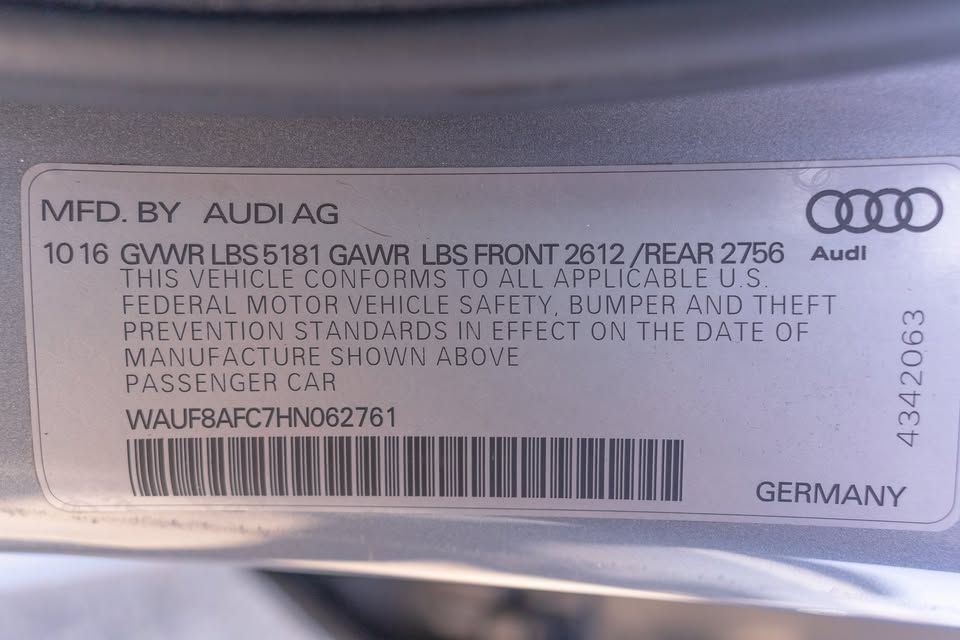 MFD. BY AUDI AG
10 16 GVWR LBS 5181 GAWR LBS FRONT 2612 /REAR 2756
THIS VEHICLE CONFORMS TO ALL APPLICABLE U.S.
FEDERAL MOTOR VEHICLE SAFETY, BUMPER AND THEFT
PREVENTION STANDARDS IN EFFECT ON THE DATE OF
MANUFACTURE SHOWN ABOVE
PASSENGER CAR
WAUF8AFC7HN062761
Audi
4342063
GERMANY